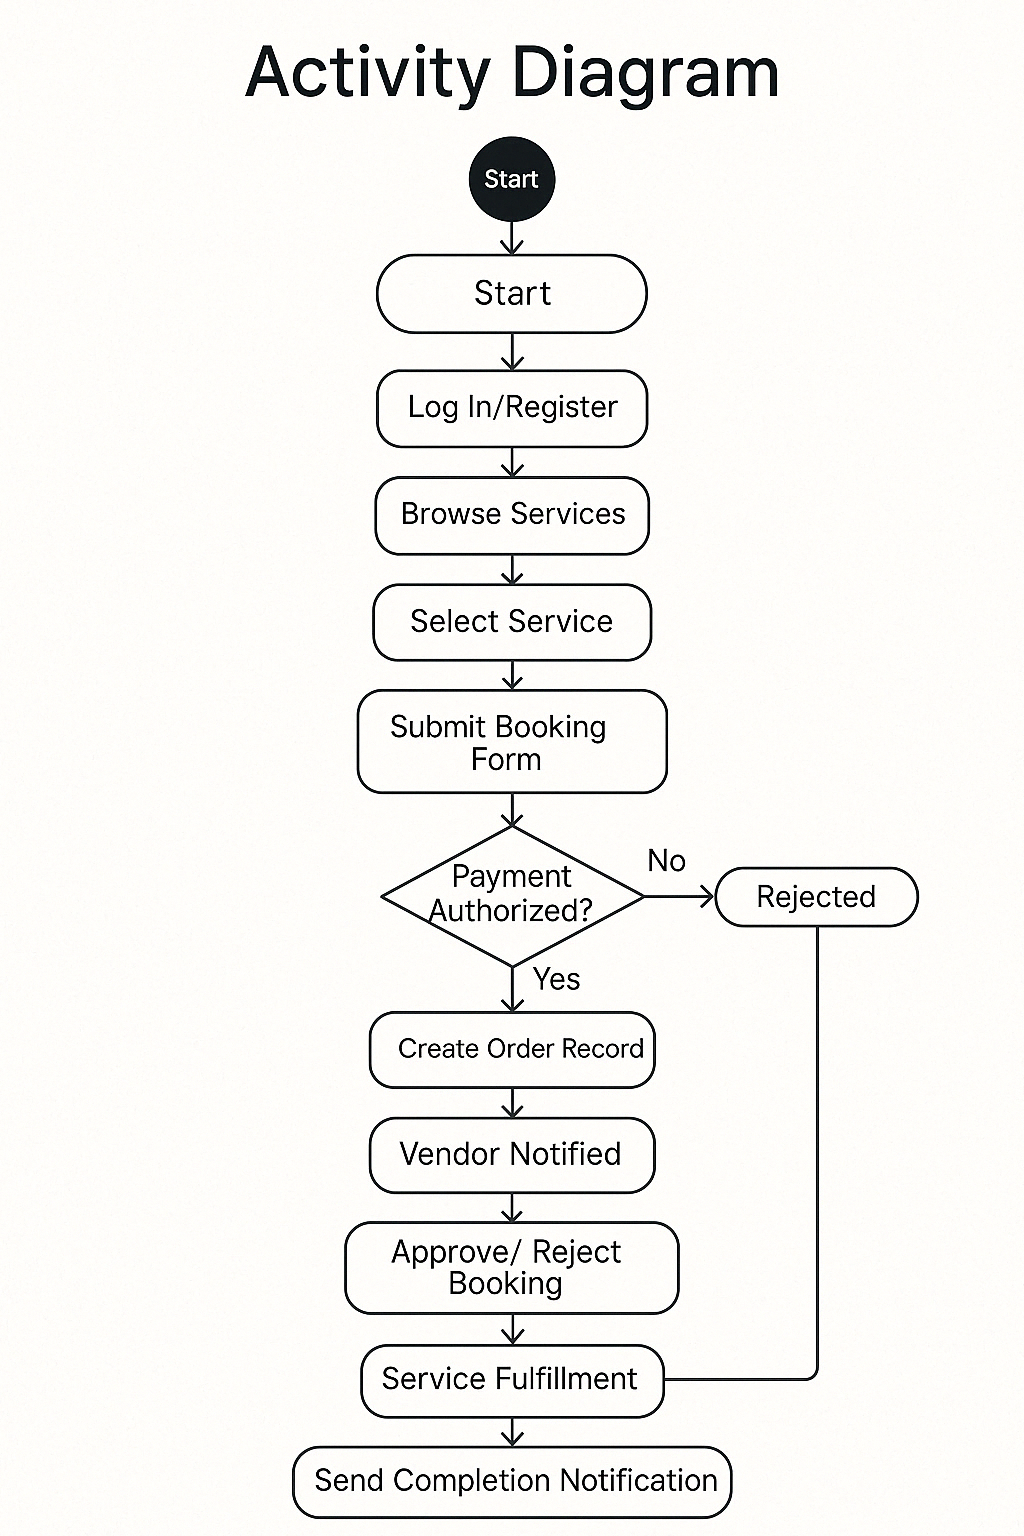 Activity Diagram
Start
Start
Log In/Register
Browse Services
Select Service
Submit Booking
Form
Payment
Authorized?
No
Rejected
Yes
Create Order Record
Vendor Notified
Approve/ Reject
Booking
Service Fulfillment
Send Completion Notification